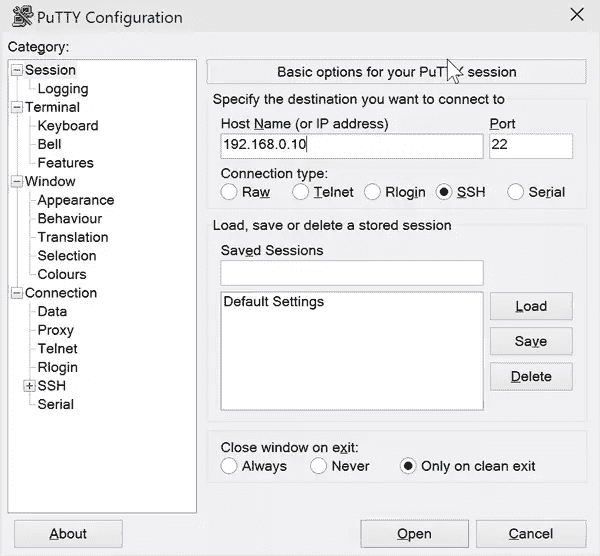 PuTTY Configuration
Category:
Session
Logging
Terminal
Keyboard
Bell
Features
Window
Appearance
Behaviour
Translation
Selection
Colours
Connection
Data
Proxy
Telnet
Rlogin
SSH
Serial
Basic options for your PuTTY session
Specify the destination you want to connect to
Host Name (or IP address) Port
192.168.0.10 22
Connection type:
Raw Telnet Rlogin SSH Serial
Load, save or delete a stored session
Saved Sessions
Default Settings
Load
Save
Delete
Close window on exit:
Always Never Only on clean exit
About Open Cancel